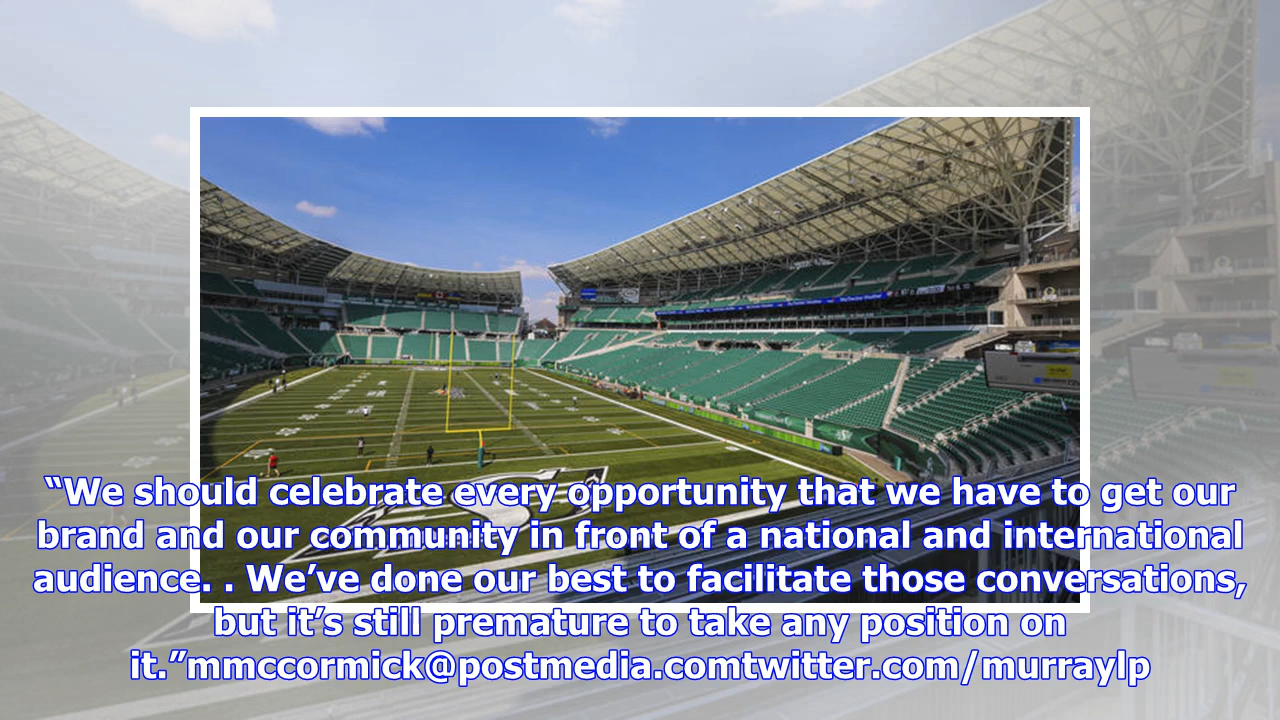 “We should celebrate every opportunity that we have to get our
brand and our community in front of a national and international
audience. . We’ve done our best to facilitate those conversations,
but it’s still premature to take any position on
it.”mmccormick@postmedia.comtwitter.com/murraylp